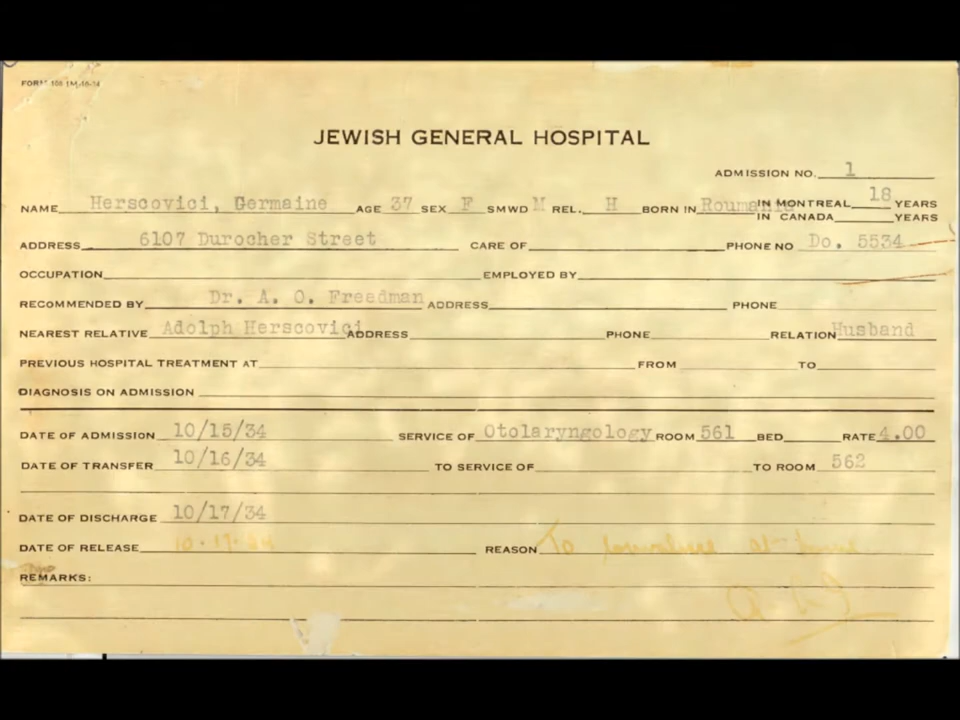 FORM 100 1M-10-34
JEWISH GENERAL HOSPITAL
ADMISSION NO. 1
NAME Herscovici, Germaine AGE 37 SEX F SMWD M REL. H BORN IN Roumania IN MONTREAL 18 YEARS
IN CANADA YEARS
ADDRESS 6107 Durocher Street CARE OF PHONE NO Do. 5534
OCCUPATION EMPLOYED BY
RECOMMENDED BY Dr. A. O. Freedman ADDRESS PHONE
NEAREST RELATIVE Adolph Herscovici ADDRESS PHONE RELATION Husband
PREVIOUS HOSPITAL TREATMENT AT FROM TO
DIAGNOSIS ON ADMISSION
DATE OF ADMISSION 10/15/34 SERVICE OF Otolaryngology ROOM 561 BED RATE 4.00
DATE OF TRANSFER 10/16/34 TO SERVICE OF TO ROOM 562
DATE OF DISCHARGE 10/17/34
DATE OF RELEASE 10.17.34 REASON To
REMARKS: